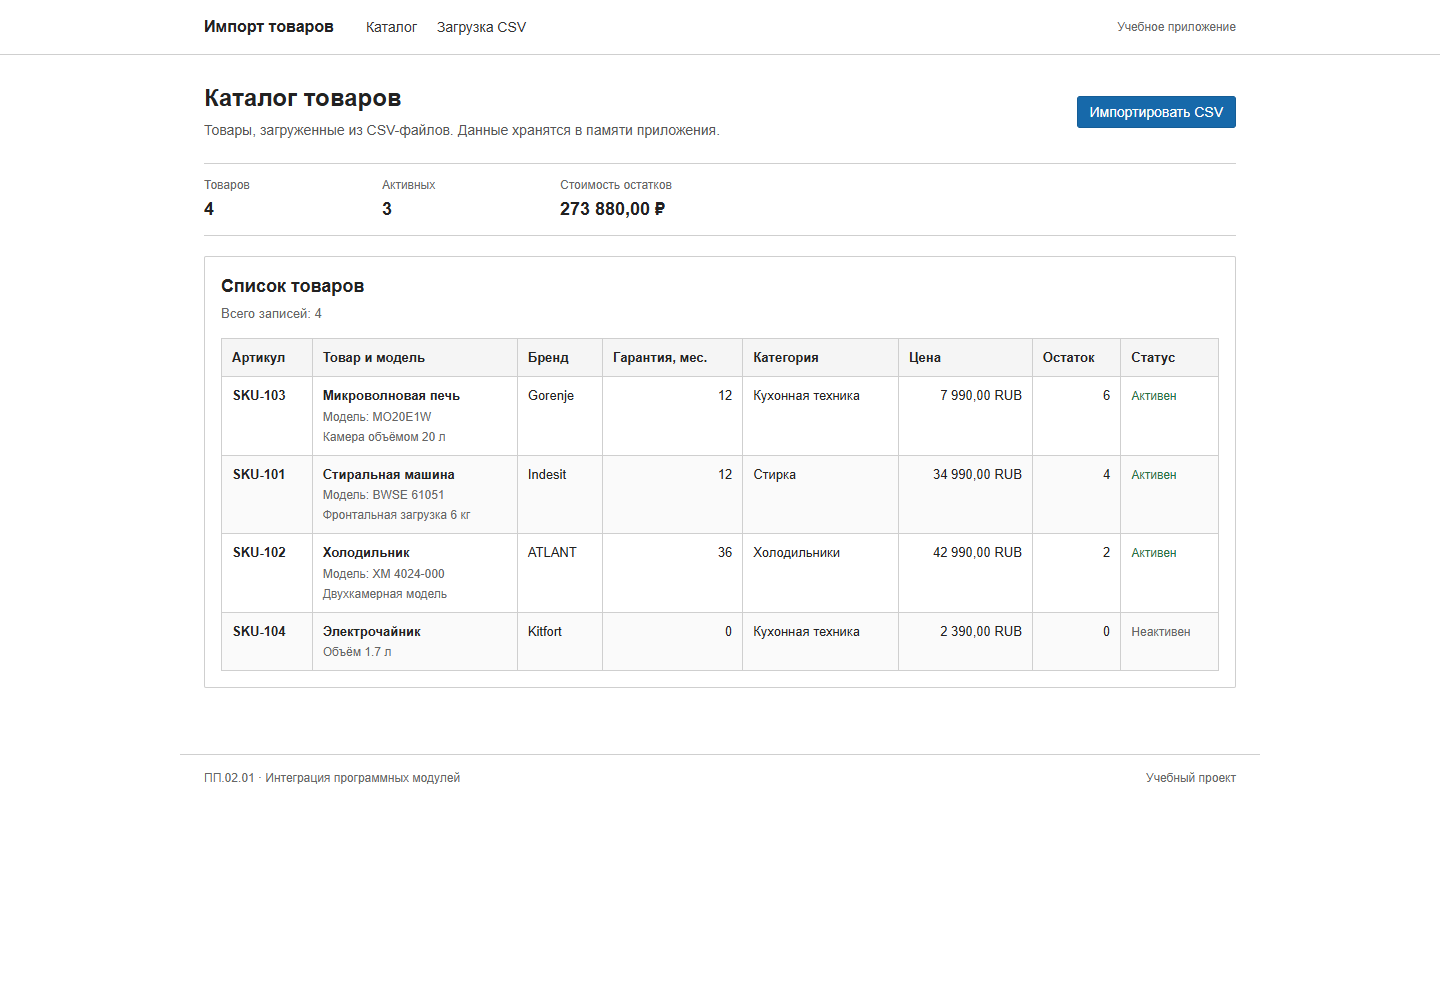 Импорт товаров Каталог Загрузка CSV Учебное приложение
Каталог товаров
Товары, загруженные из CSV-файлов. Данные хранятся в памяти приложения.
Импортировать CSV
Товаров Активных Стоимость остатков
4 3 273 880,00 ₽
Список товаров
Всего записей: 4
Артикул Товар и модель Бренд Гарантия, мес. Категория Цена Остаток Статус
SKU-103 Микроволновая печь Gorenje 12 Кухонная техника 7 990,00 RUB 6 Активен
Модель: MO20E1W
Камера объёмом 20 л
SKU-101 Стиральная машина Indesit 12 Стирка 34 990,00 RUB 4 Активен
Модель: BWSE 61051
Фронтальная загрузка 6 кг
SKU-102 Холодильник ATLANT 36 Холодильники 42 990,00 RUB 2 Активен
Модель: ХМ 4024-000
Двухкамерная модель
SKU-104 Электрочайник Kitfort 0 Кухонная техника 2 390,00 RUB 0 Неактивен
Объём 1.7 л
ПП.02.01 · Интеграция программных модулей Учебный проект